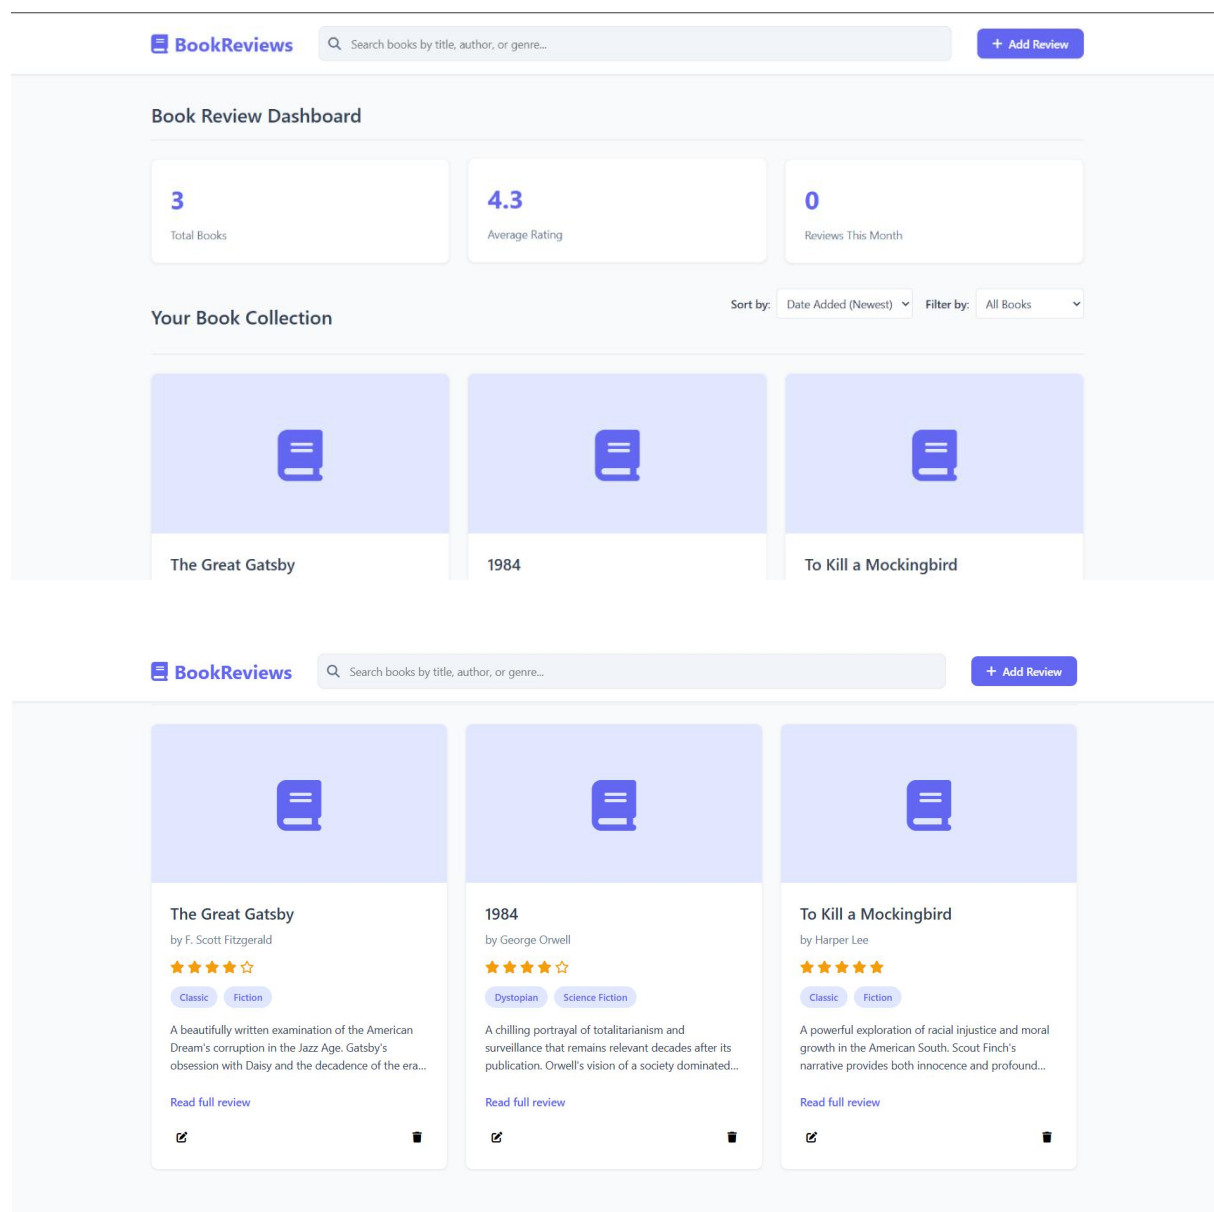 BookReviews
Search books by title, author, or genre...
+ Add Review
Book Review Dashboard
3
Total Books
4.3
Average Rating
0
Reviews This Month
Your Book Collection
Sort by: Date Added (Newest) Filter by: All Books
The Great Gatsby
1984
To Kill a Mockingbird
BookReviews
Search books by title, author, or genre...
+ Add Review
The Great Gatsby
by F. Scott Fitzgerald
Classic Fiction
A beautifully written examination of the American
Dream's corruption in the Jazz Age. Gatsby's
obsession with Daisy and the decadence of the era...
Read full review
1984
by George Orwell
Dystopian Science Fiction
A chilling portrayal of totalitarianism and
surveillance that remains relevant decades after its
publication. Orwell's vision of a society dominated...
Read full review
To Kill a Mockingbird
by Harper Lee
Classic Fiction
A powerful exploration of racial injustice and moral
growth in the American South. Scout Finch's
narrative provides both innocence and profound...
Read full review